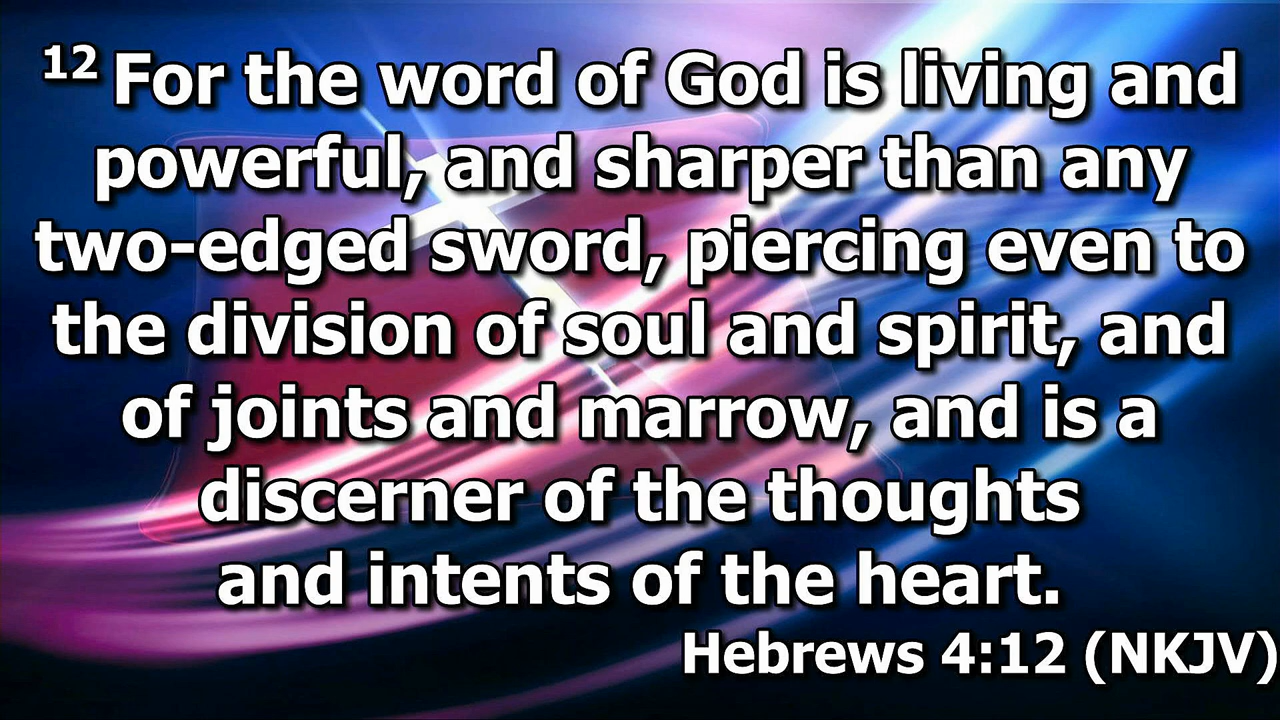 12 For the word of God is living and
powerful, and sharper than any
two-edged sword, piercing even to
the division of soul and spirit, and
of joints and marrow, and is a
discerner of the thoughts
and intents of the heart.
Hebrews 4:12 (NKJV)